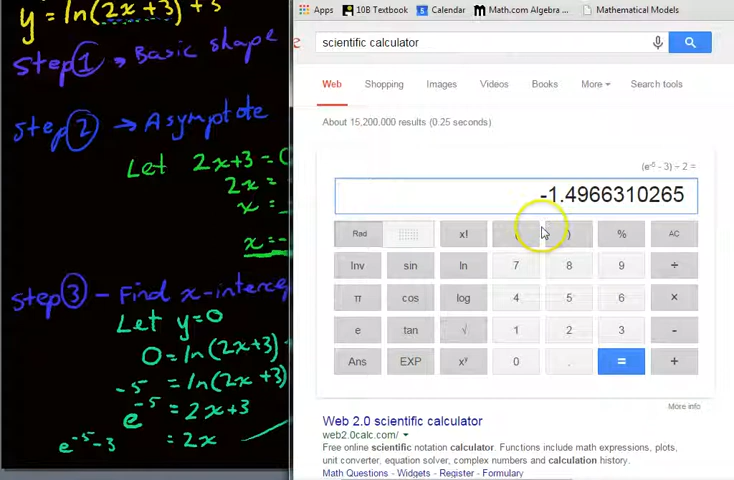 y = ln(2x+3)+5
Step 1 → Basic shape
Step 2 → Asymptote
Let 2x+3=0
2x=
x=
x=-
Step 3 - Find x-interce
Let y=0
0=ln(2x+3)
-5 = ln(2x+3)
e⁻⁵ = 2x+3
e⁻⁵-3 = 2x
Apps 10B Textbook Calendar Math.com Algebra ... Mathematical Models
scientific calculator
Web Shopping Images Videos Books More Search tools
About 15,200,000 results (0.25 seconds)
(e⁻⁵ - 3) ÷ 2 =
-1.4966310265
Rad x! ( ) % AC
Inv sin ln 7 8 9 ÷
π cos log 4 5 6 ×
e tan √ 1 2 3 -
Ans EXP xʸ 0 . = +
More info
Web 2.0 scientific calculator
web2.0calc.com/
Free online scientific notation calculator. Functions include math expressions, plots,
unit converter, equation solver, complex numbers and calculation history.
Math Questions - Widgets - Register - Formulary